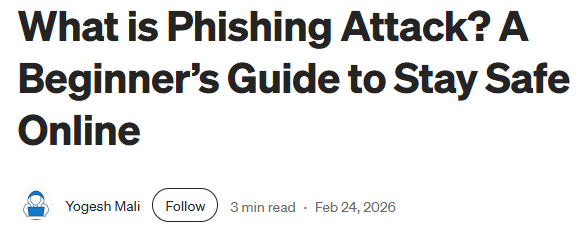 What is Phishing Attack? A
Beginner’s Guide to Stay Safe
Online
Yogesh Mali Follow 3 min read · Feb 24, 2026